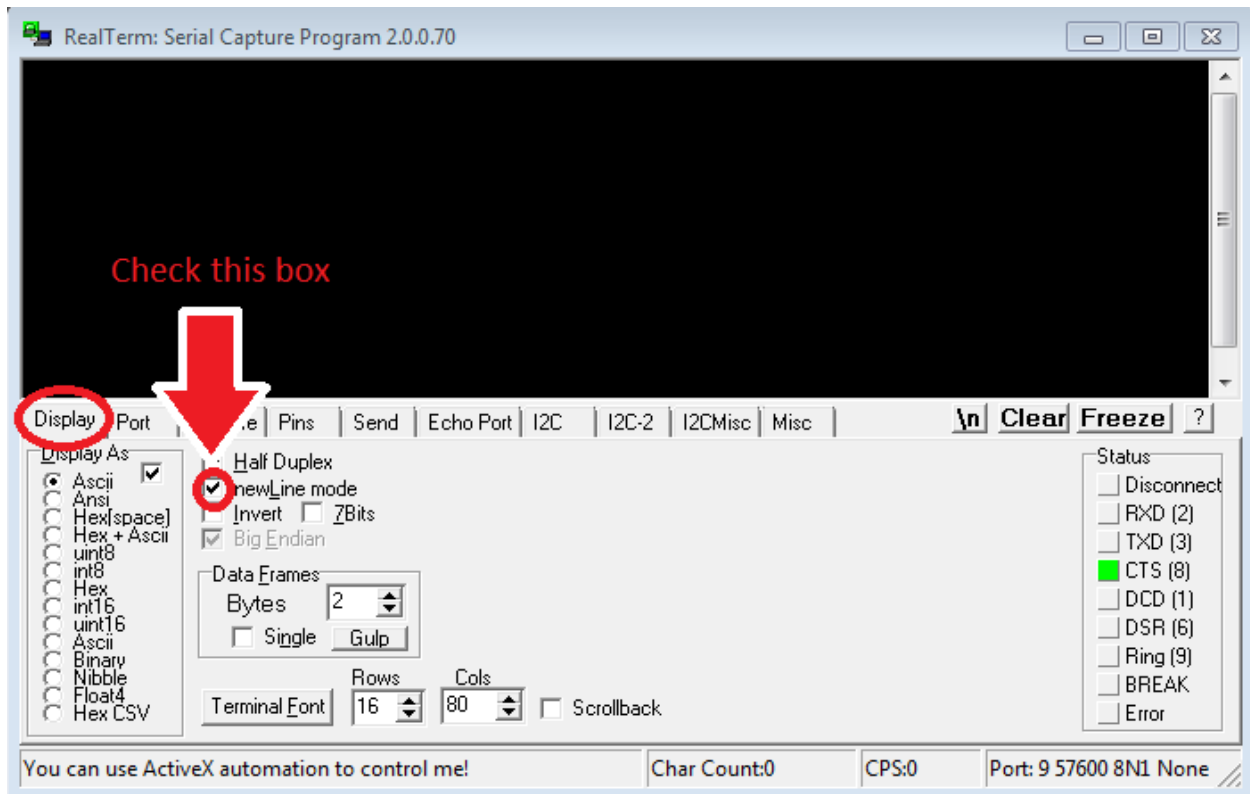 RealTerm: Serial Capture Program 2.0.0.70
Check this box
Display Port Pins Send Echo Port I2C I2C-2 I2CMisc Misc \n Clear Freeze ?
Display As
Ascii
Ansi
Hex[space]
Hex + Ascii
uint8
int8
Hex
int16
uint16
Ascii
Binary
Nibble
Float4
Hex CSV
Half Duplex
newLine mode
Invert 7Bits
Big Endian
Data Frames
Bytes 2
Single Gulp
Rows Cols
Terminal Font 16 80 Scrollback
Status
Disconnect
RXD (2)
TXD (3)
CTS (8)
DCD (1)
DSR (6)
Ring (9)
BREAK
Error
You can use ActiveX automation to control me! Char Count:0 CPS:0 Port: 9 57600 8N1 None